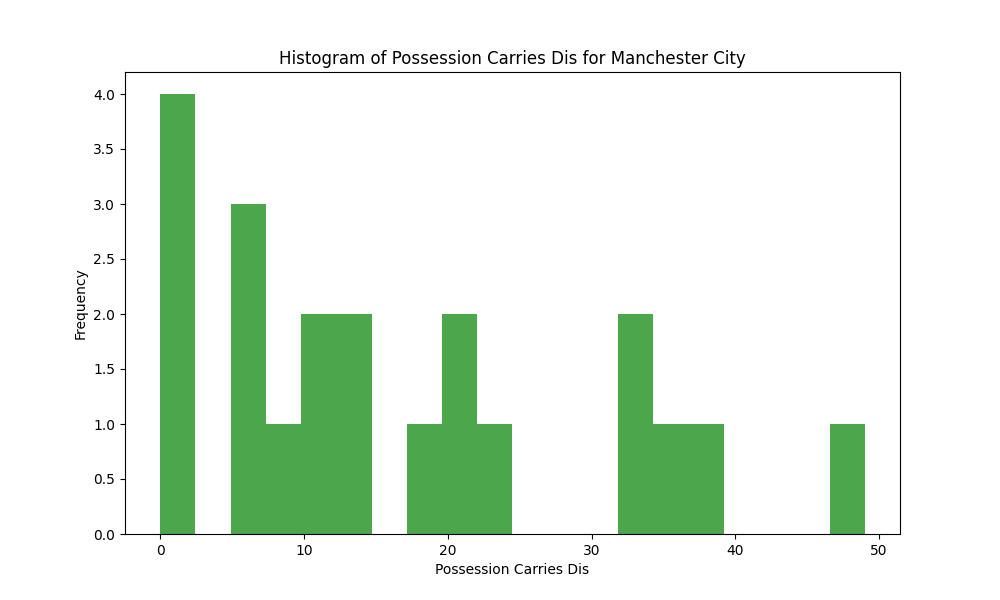 Histogram of Possession Carries Dis for Manchester City
4.0
3.5
3.0
2.5
2.0
1.5
1.0
0.5
0.0
Frequency
0 10 20 30 40 50
Possession Carries Dis